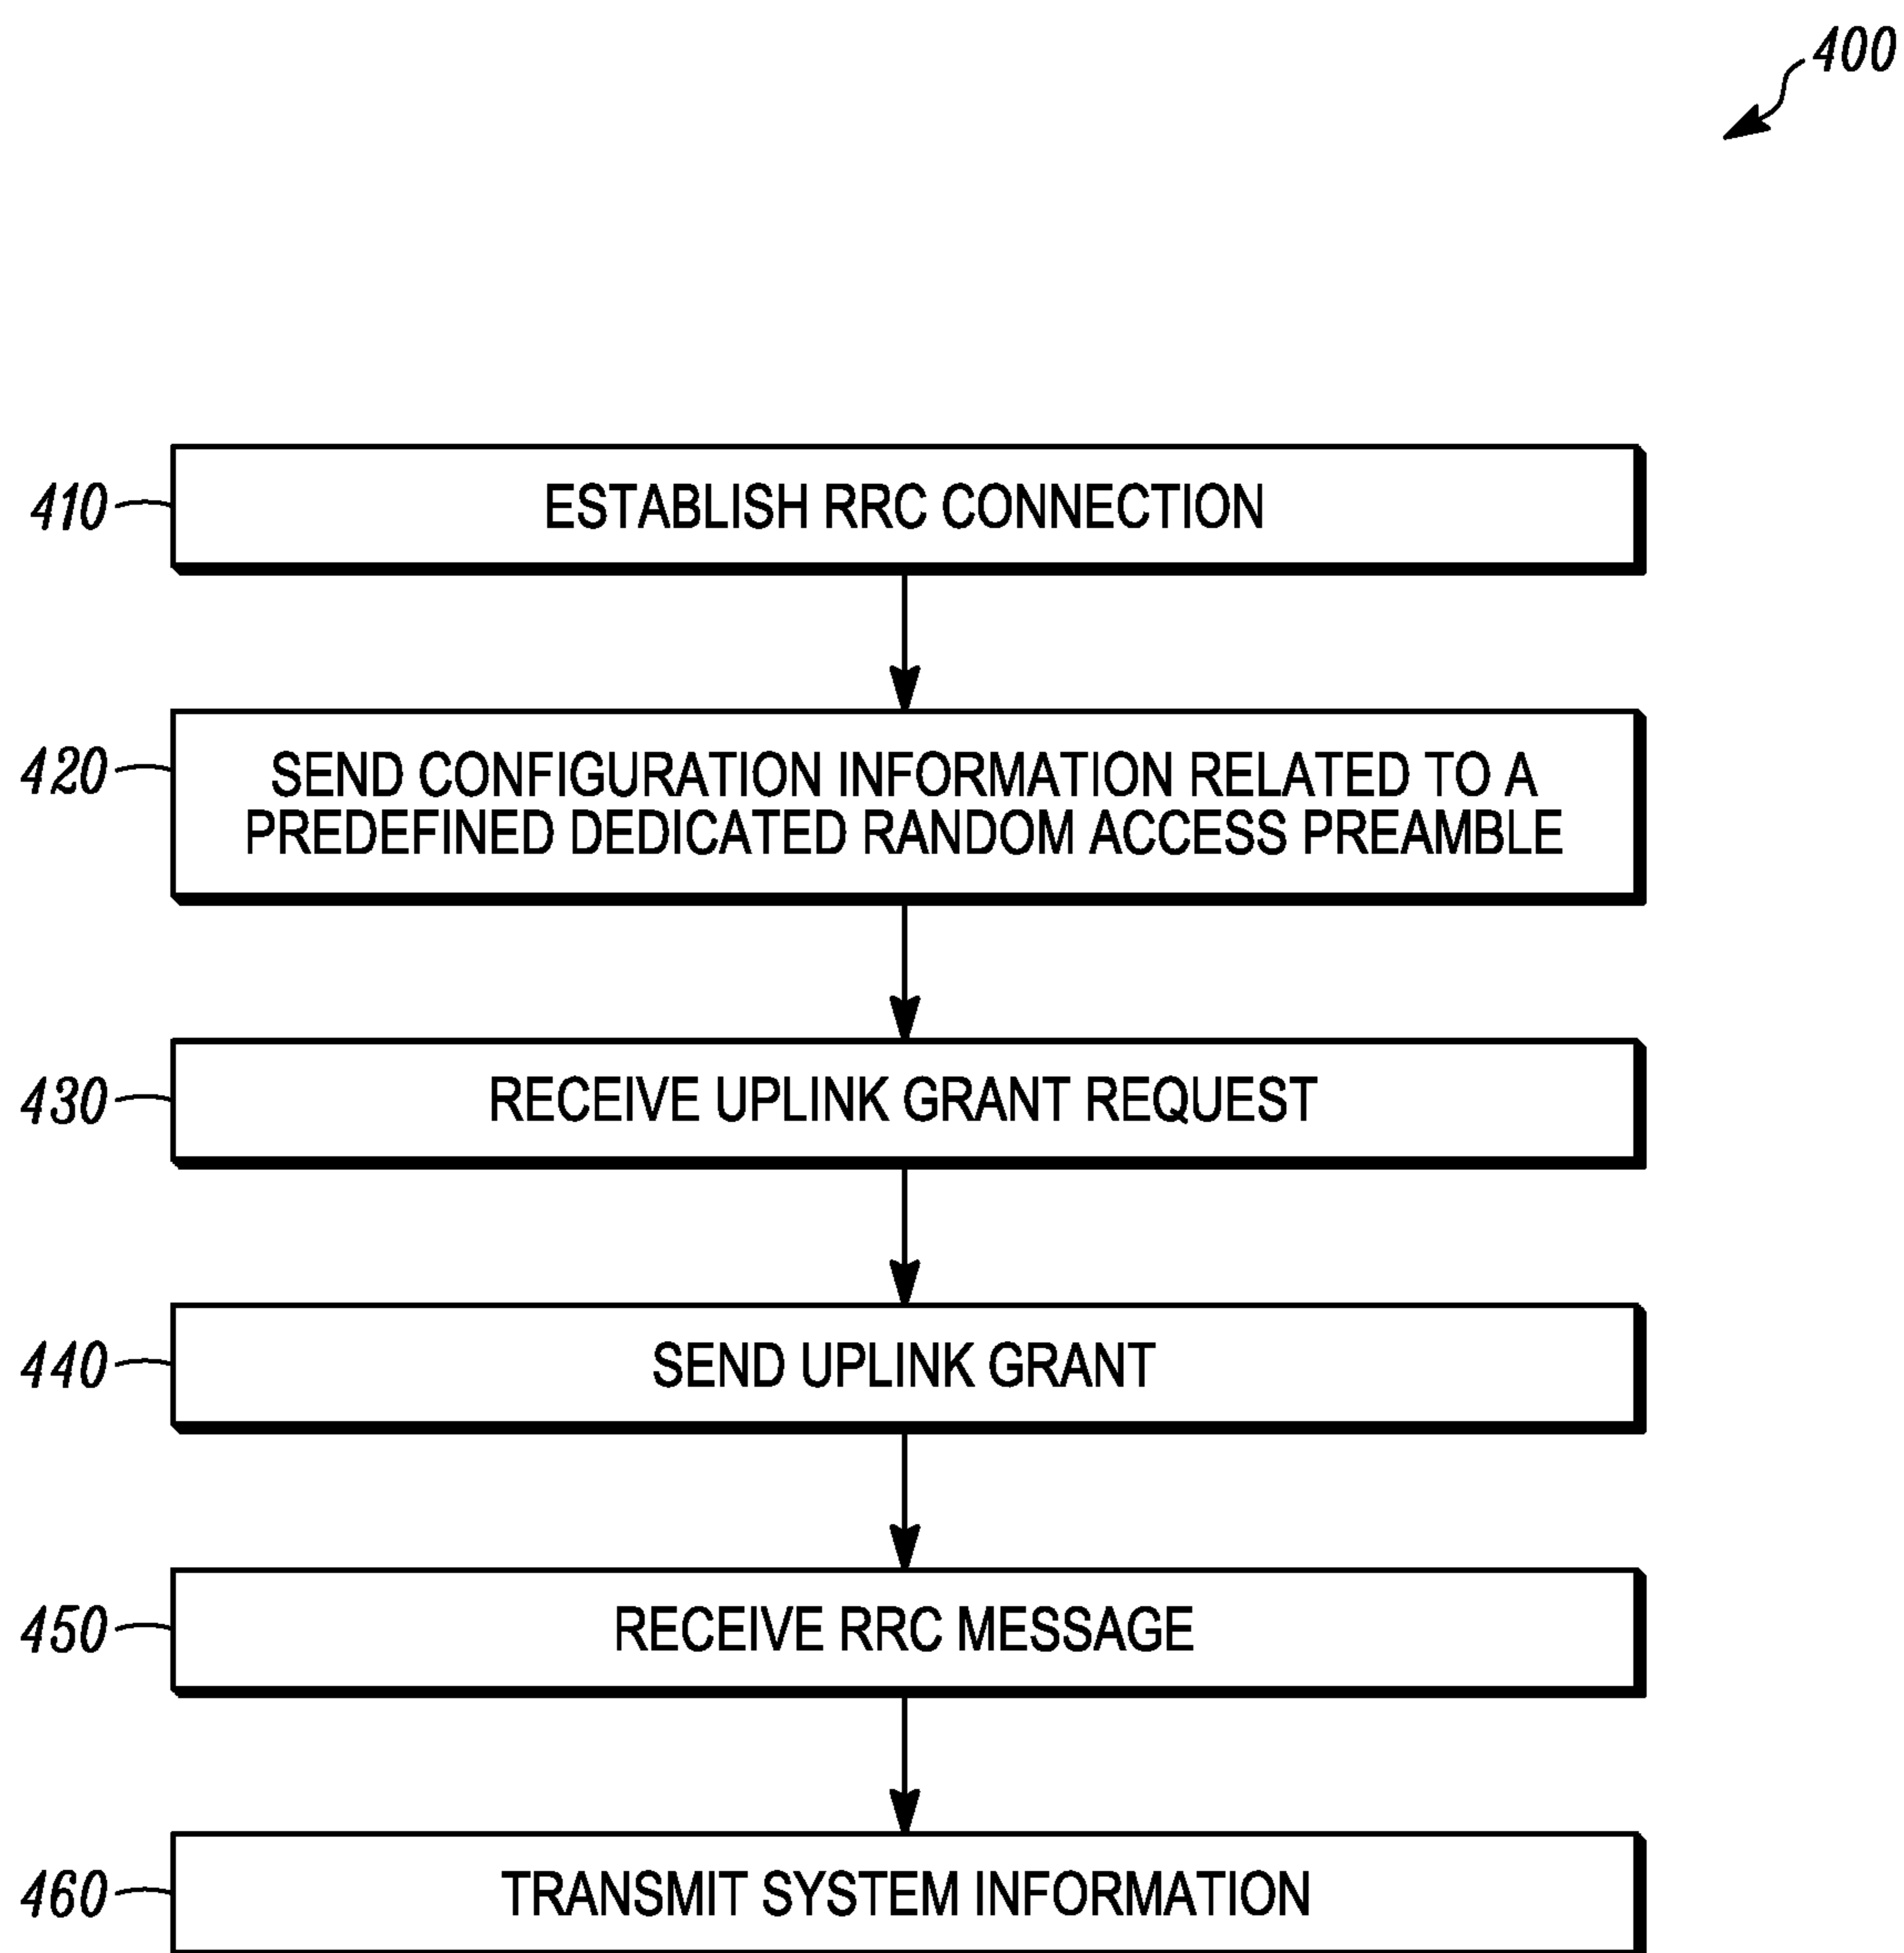 400
410
ESTABLISH RRC CONNECTION
420
SEND CONFIGURATION INFORMATION RELATED TO A
PREDEFINED DEDICATED RANDOM ACCESS PREAMBLE
430
RECEIVE UPLINK GRANT REQUEST
440
SEND UPLINK GRANT
450
RECEIVE RRC MESSAGE
460
TRANSMIT SYSTEM INFORMATION